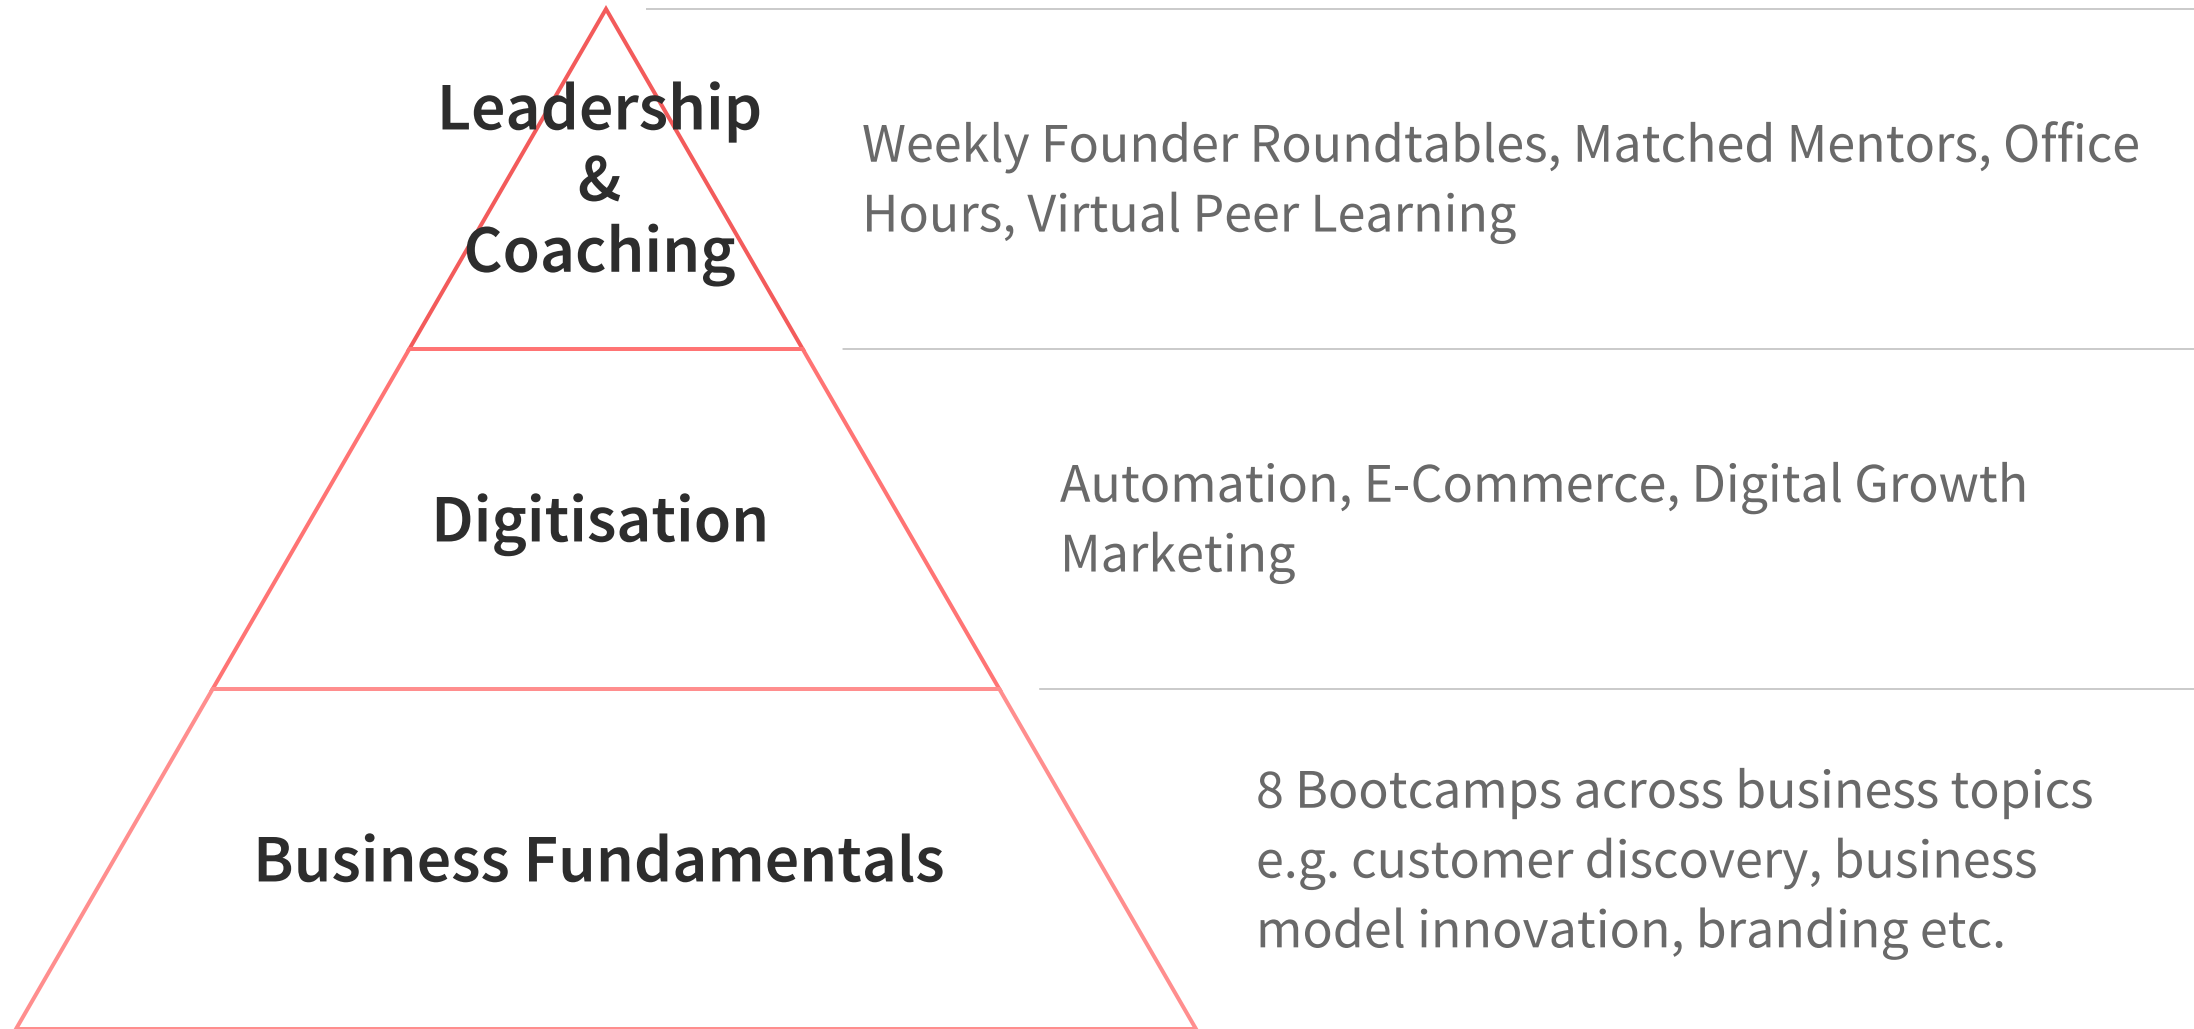 Leadership
&
Coaching
Weekly Founder Roundtables, Matched Mentors, Office
Hours, Virtual Peer Learning
Digitisation
Automation, E-Commerce, Digital Growth
Marketing
Business Fundamentals
8 Bootcamps across business topics
e.g. customer discovery, business
model innovation, branding etc.